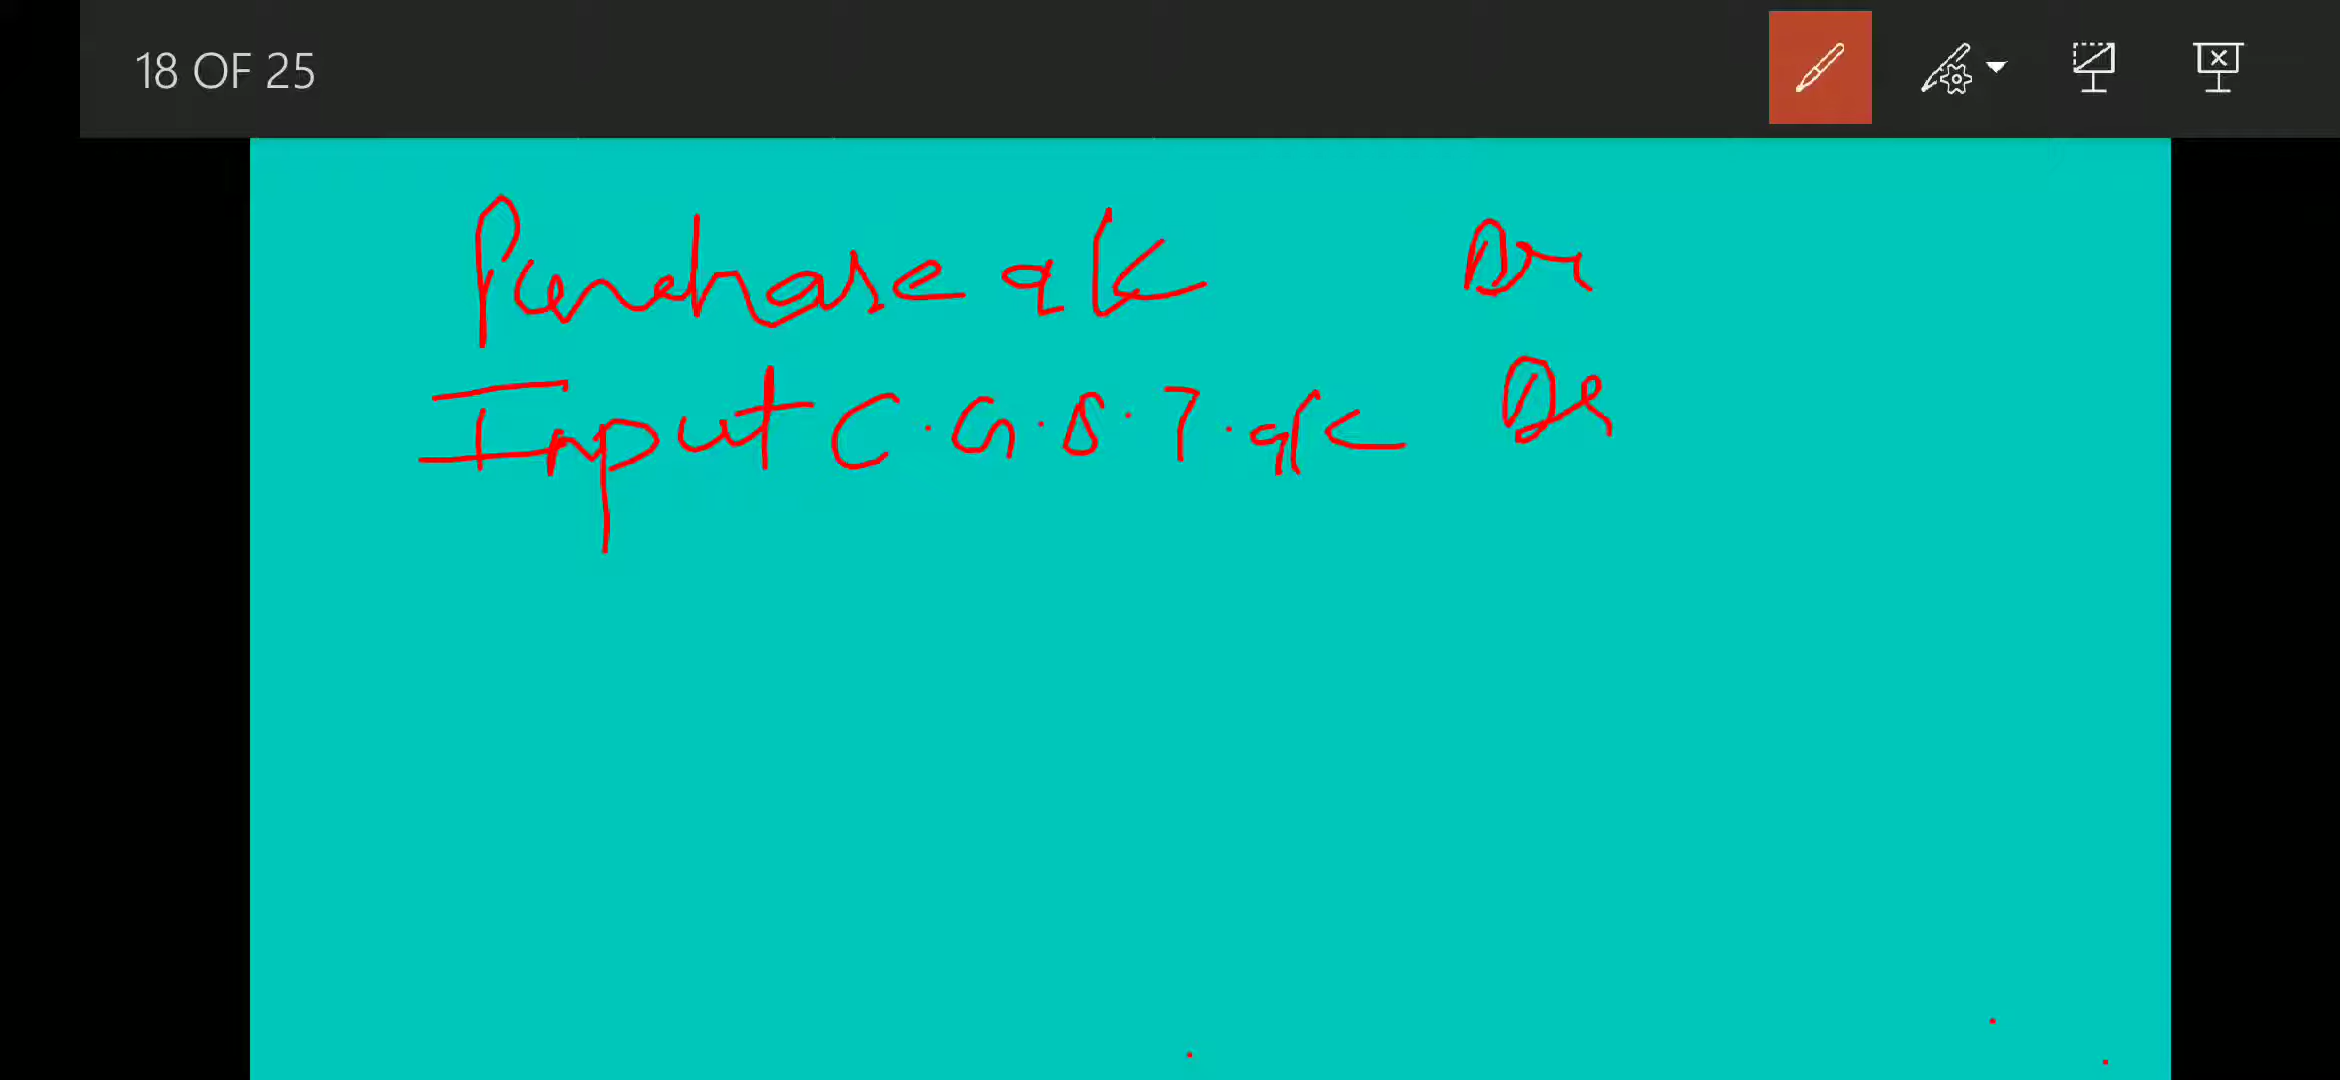 18 OF 25
Purchase a/c Dr
Input C.G.S.T. a/c Dr